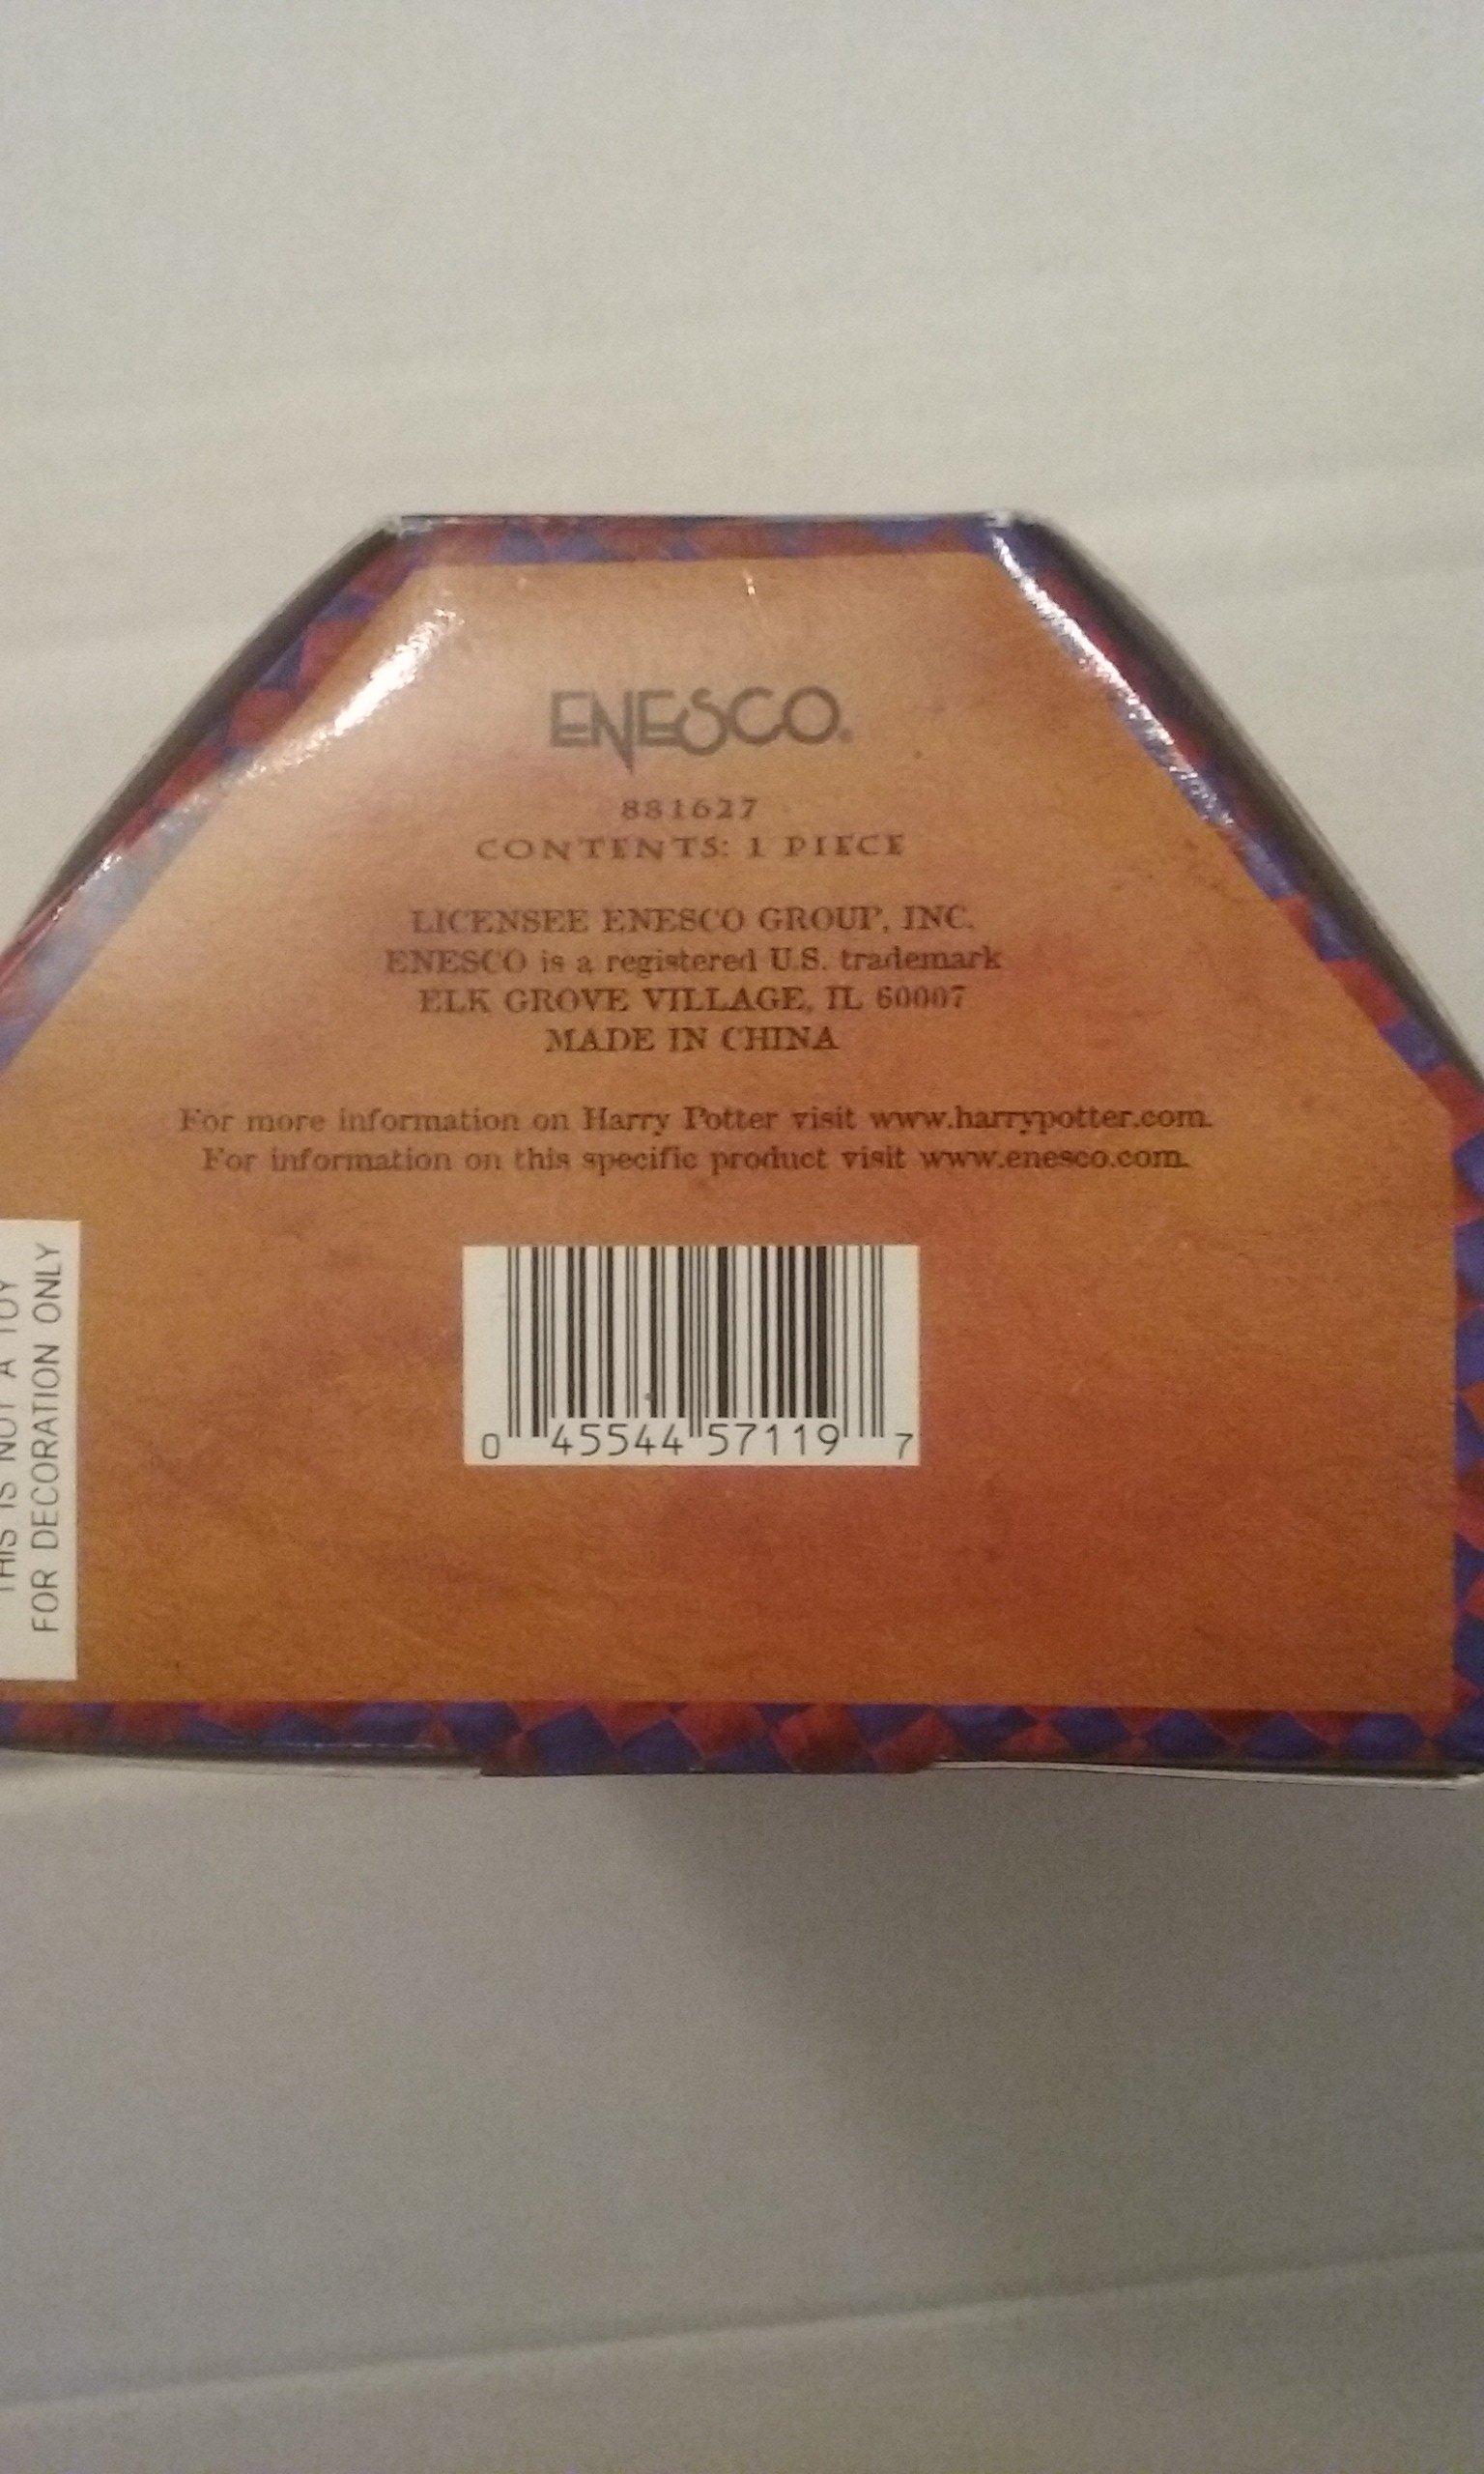 ENESCO®
881627
CONTENTS: 1 PIECE
LICENSEE ENESCO GROUP, INC.
ENESCO is a registered U.S. trademark
ELK GROVE VILLAGE, IL 60007
MADE IN CHINA
For more information on Harry Potter visit www.harrypotter.com.
For information on this specific product visit www.enesco.com.
THIS IS NOT A TOY
FOR DECORATION ONLY
0 45544 57119 7